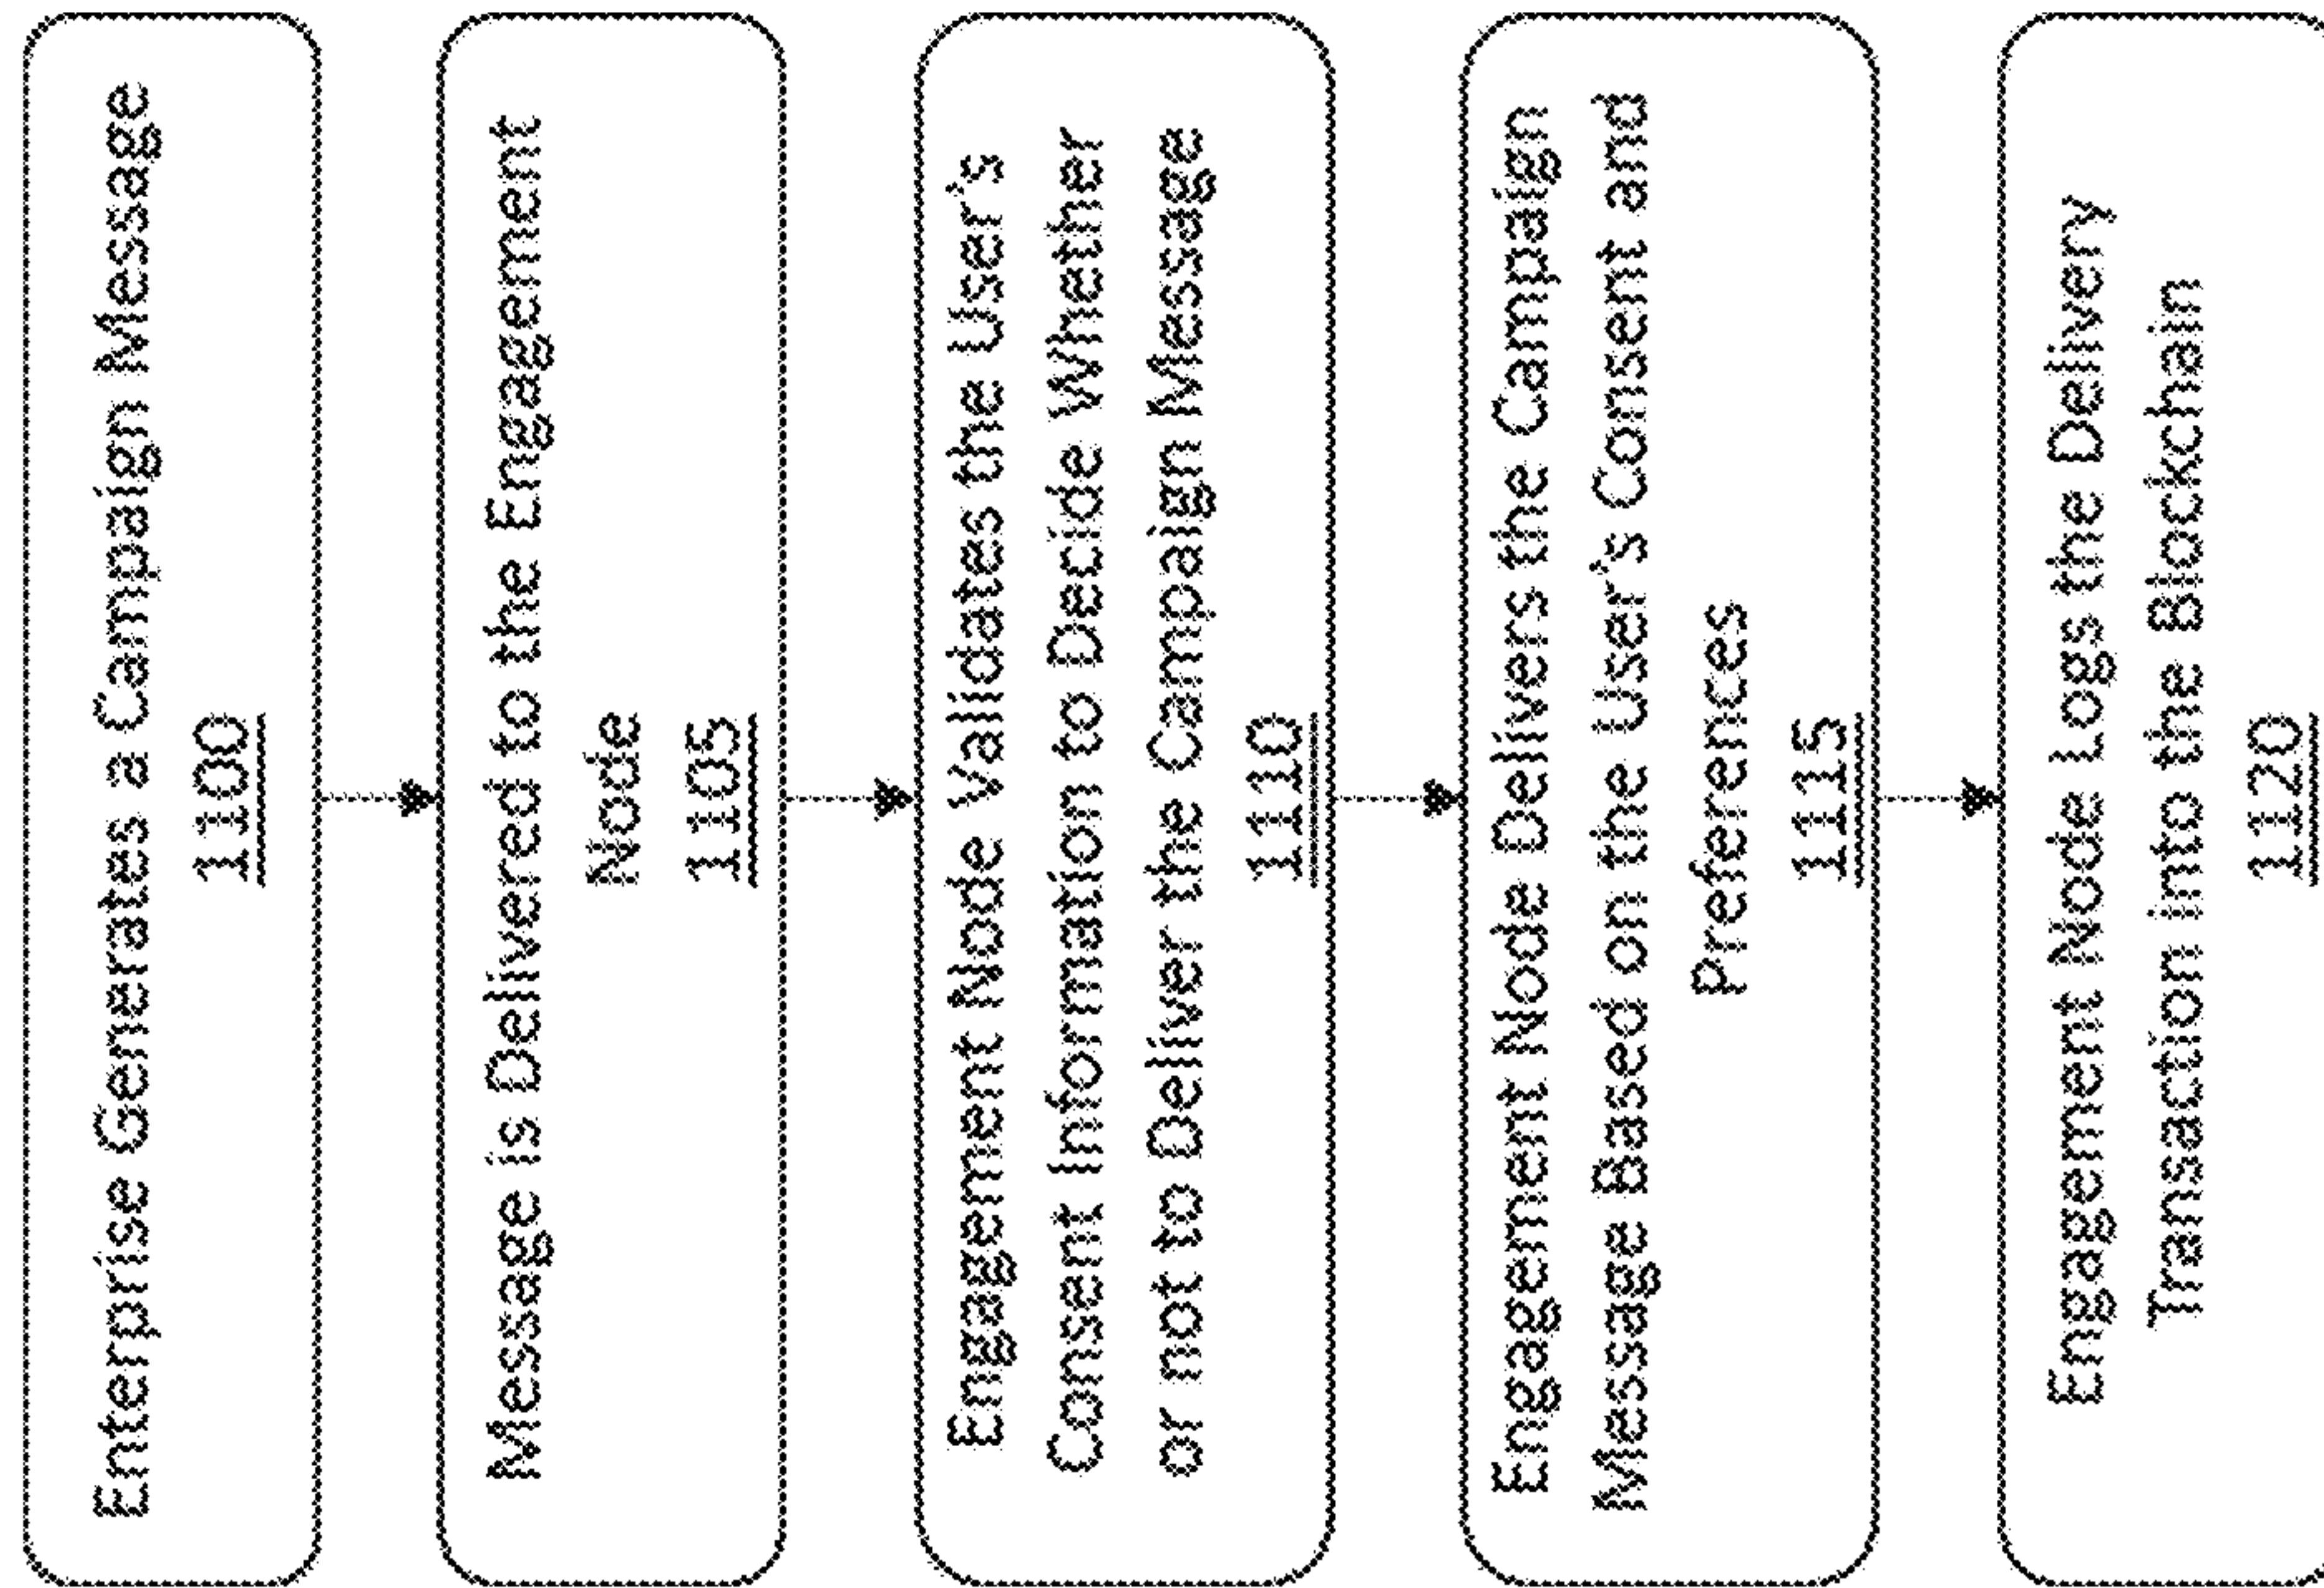 Enterprise Generates a Campaign Message
1100
Message is Delivered to the Engagement
Node
1105
Engagement Node Validates the User's
Consent Information to Decide Whether
or not to Deliver the Campaign Message
1110
Engagement Node Delivers the Campaign
Message Based on the User's Consent and
Preferences
1115
Engagement Node Logs the Delivery
Transaction into the Blockchain
1120